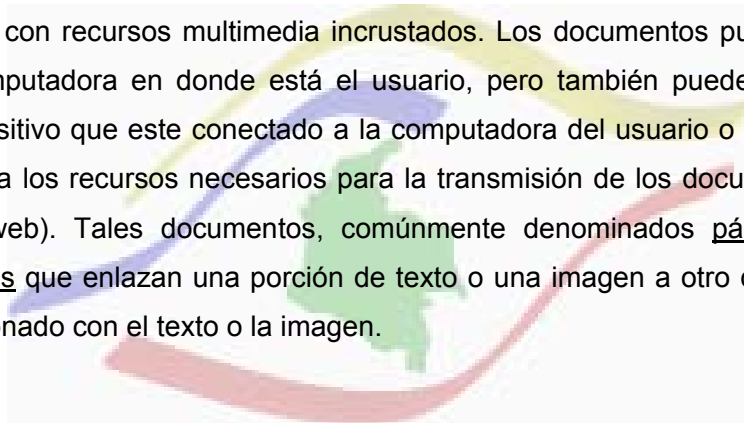 con recursos multimedia incrustados. Los documentos pu
mputadora en donde está el usuario, pero también puede
sitivo que este conectado a la computadora del usuario o
a los recursos necesarios para la transmisión de los docu
web). Tales documentos, comúnmente denominados pá
s que enlazan una porción de texto o una imagen a otro
onado con el texto o la imagen.